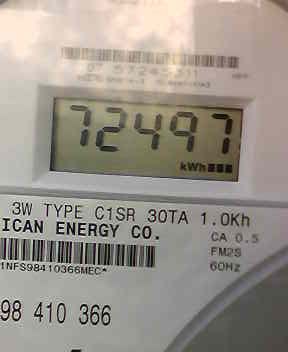 57245311
72497
kWh
3W TYPE C1SR 30TA 1.0Kh
ICAN ENERGY CO.
CA 0.5
1NFS98410366MEC*
FM2S
60Hz
98 410 366